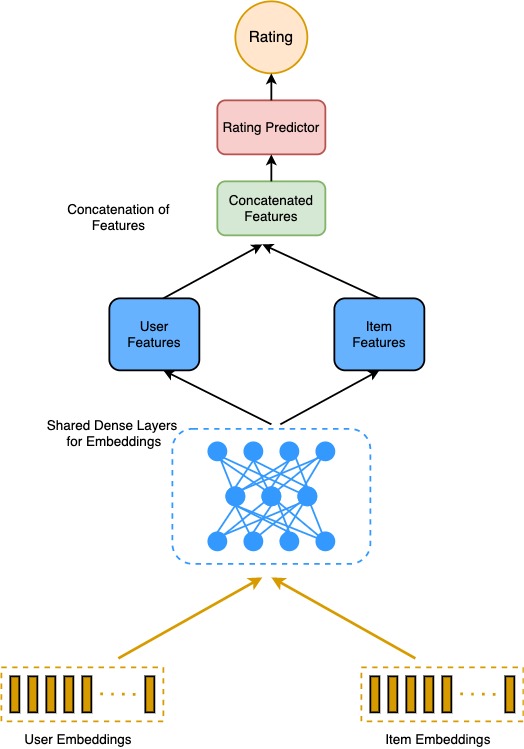 Rating
Rating Predictor
Concatenated
Features
Concatenation of
Features
User
Features
Item
Features
Shared Dense Layers
for Embeddings
User Embeddings
Item Embeddings